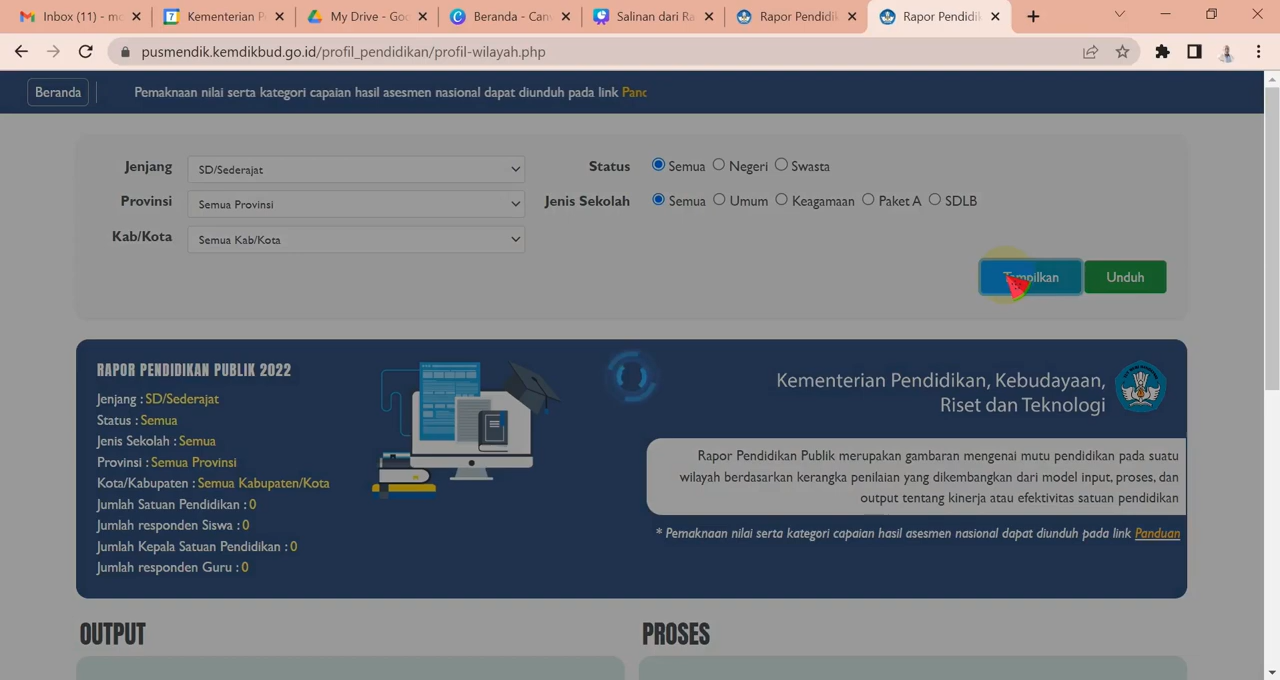 Inbox (11) - mo
Kementerian P
My Drive - Goo
Beranda - Can
Salinan dari Ra
Rapor Pendidik
Rapor Pendidik
pusmendik.kemdikbud.go.id/profil_pendidikan/profil-wilayah.php
Beranda
Pemaknaan nilai serta kategori capaian hasil asesmen nasional dapat diunduh pada link Panc
Jenjang SD/Sederajat Status Semua Negeri Swasta
Provinsi Semua Provinsi Jenis Sekolah Semua Umum Keagamaan Paket A SDLB
Kab/Kota Semua Kab/Kota
Tampilkan Unduh
RAPOR PENDIDIKAN PUBLIK 2022
Jenjang : SD/Sederajat
Status : Semua
Jenis Sekolah : Semua
Provinsi : Semua Provinsi
Kota/Kabupaten : Semua Kabupaten/Kota
Jumlah Satuan Pendidikan : 0
Jumlah responden Siswa : 0
Jumlah Kepala Satuan Pendidikan : 0
Jumlah responden Guru : 0
Kementerian Pendidikan, Kebudayaan,
Riset dan Teknologi
Rapor Pendidikan Publik merupakan gambaran mengenai mutu pendidikan pada suatu
wilayah berdasarkan kerangka penilaian yang dikembangkan dari model input, proses, dan
output tentang kinerja atau efektivitas satuan pendidikan
* Pemaknaan nilai serta kategori capaian hasil asesmen nasional dapat diunduh pada link Panduan
OUTPUT
PROSES